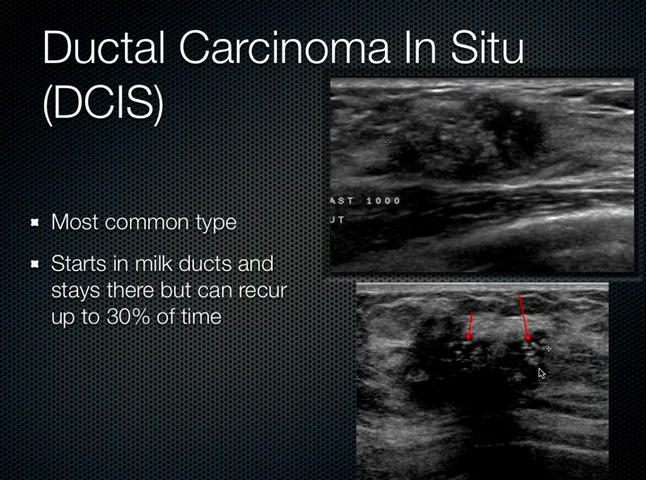 Ductal Carcinoma In Situ
(DCIS)
Most common type
Starts in milk ducts and
stays there but can recur
up to 30% of time
AST 1000
UT